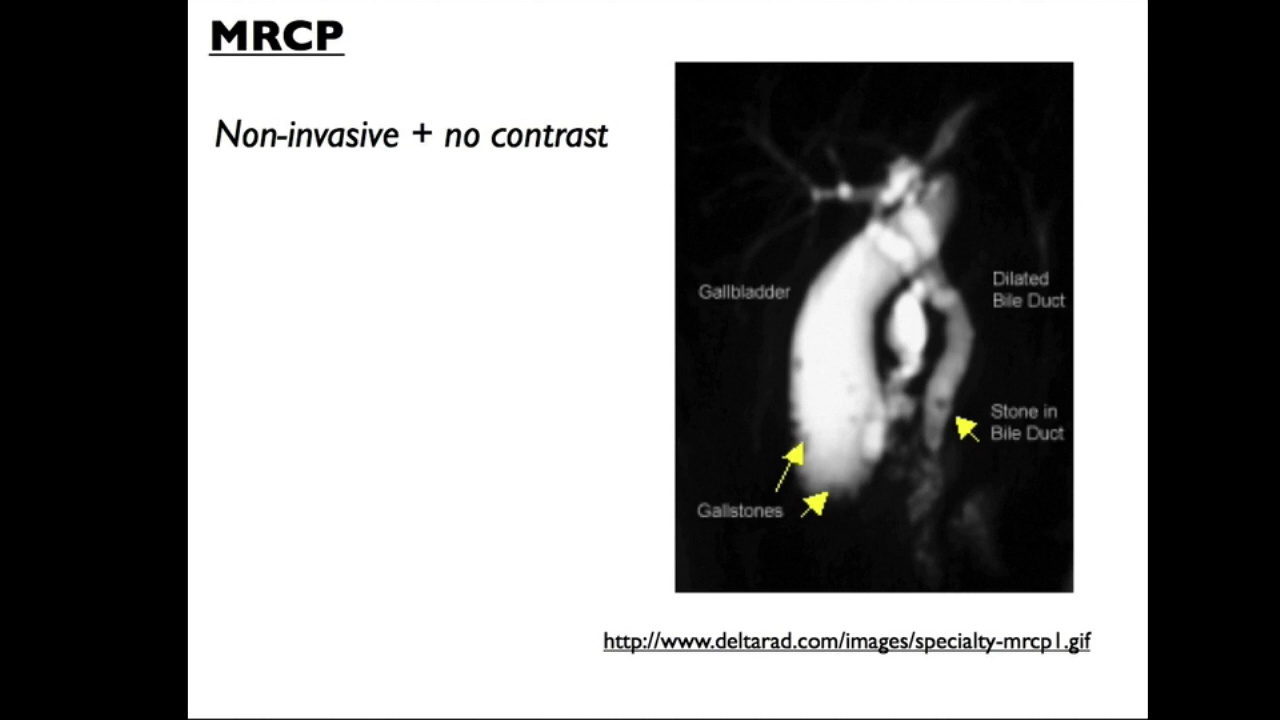 MRCP
Non-invasive + no contrast
Gallbladder
Dilated
Bile Duct
Stone in
Bile Duct
Gallstones
http://www.deltarad.com/images/specialty-mrcp1.gif